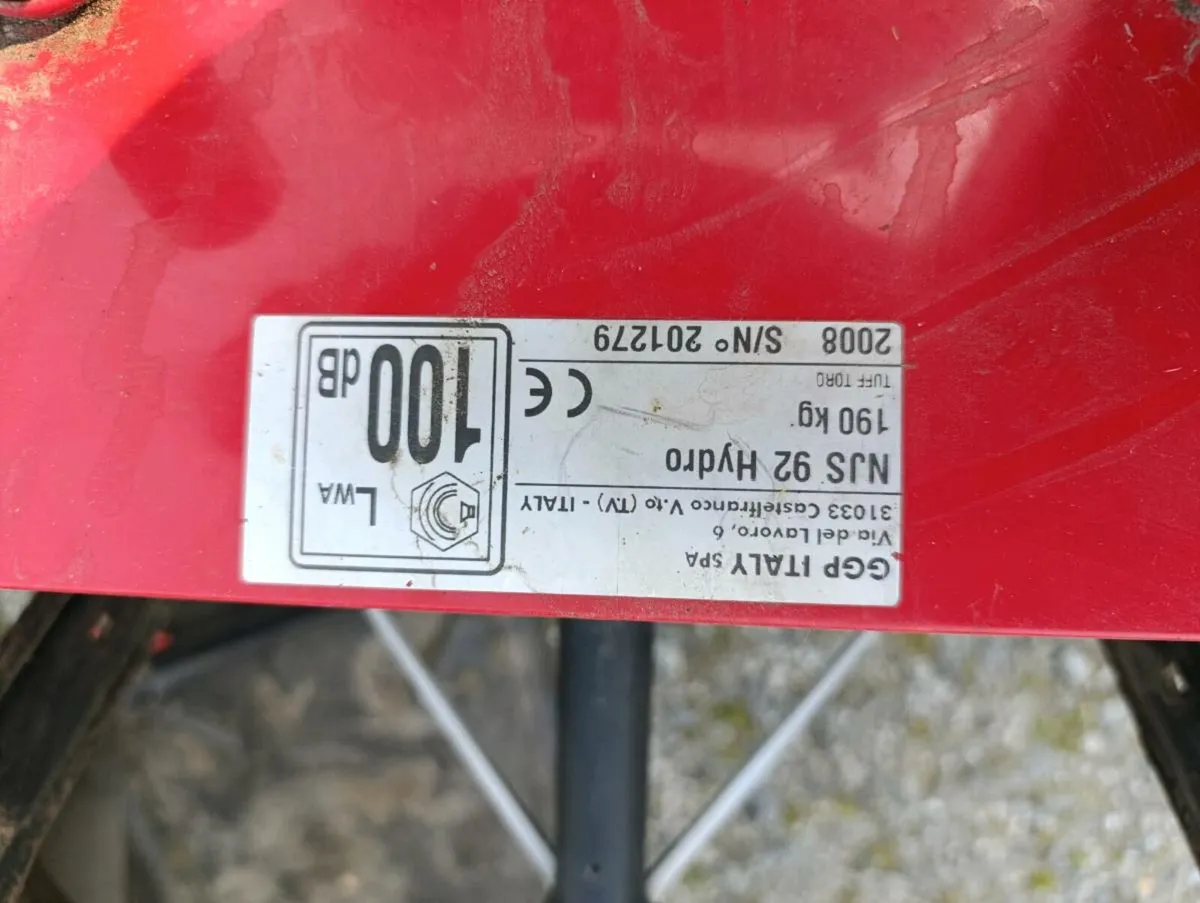 GGP ITALY SPA
Via del Lavoro, 6
31033 Castelfranco V.to (TV) - ITALY
NJS 92 Hydro
190 kg
TUFF TORQ
CE
2008 S/N° 201279
LWA
100 dB